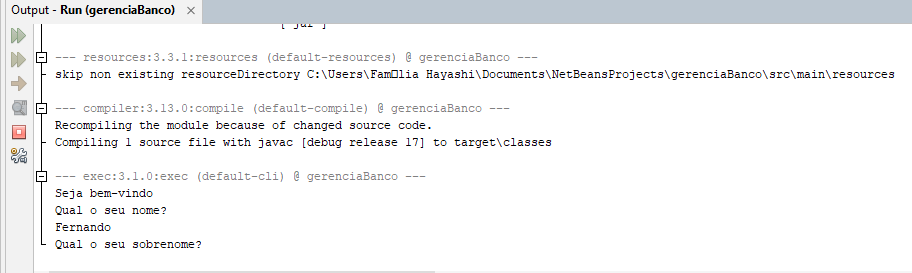 Output - Run (gerenciaBanco) ×
[ jar ]
--- resources:3.3.1:resources (default-resources) @ gerenciaBanco ---
skip non existing resourceDirectory C:\Users\Fam□lia Hayashi\Documents\NetBeansProjects\gerenciaBanco\src\main\resources
--- compiler:3.13.0:compile (default-compile) @ gerenciaBanco ---
Recompiling the module because of changed source code.
Compiling 1 source file with javac [debug release 17] to target\classes
--- exec:3.1.0:exec (default-cli) @ gerenciaBanco ---
Seja bem-vindo
Qual o seu nome?
Fernando
Qual o seu sobrenome?